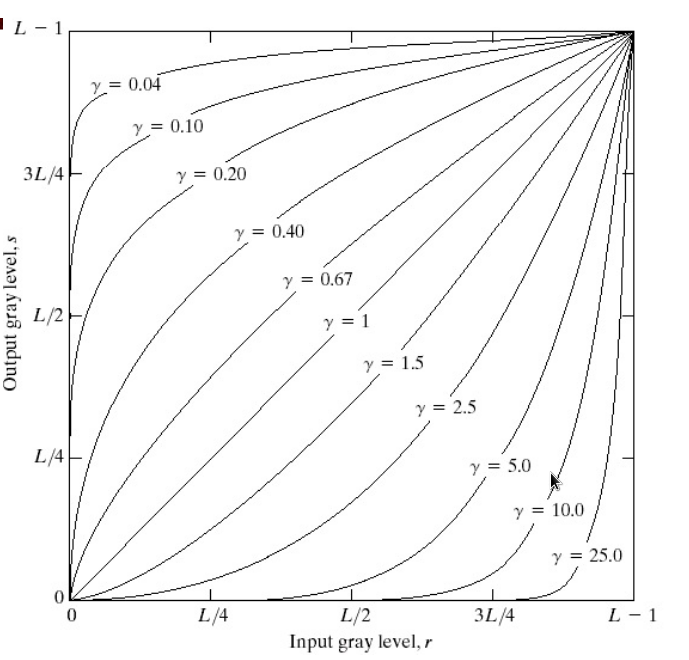 L − 1
γ = 0.04
γ = 0.10
3L/4
γ = 0.20
γ = 0.40
γ = 0.67
L/2
γ = 1
γ = 1.5
γ = 2.5
L/4
γ = 5.0
γ = 10.0
γ = 25.0
0
0
L/4
L/2
3L/4
L − 1
Output gray level, s
Input gray level, r